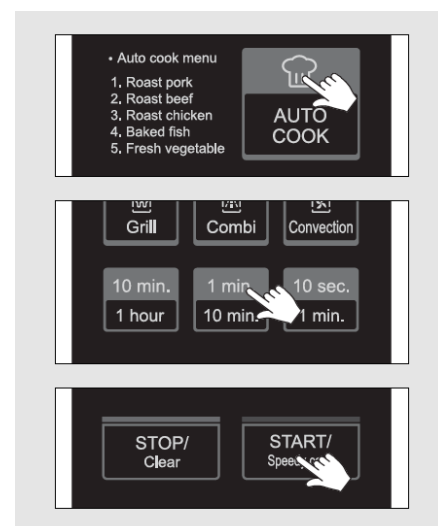 • Auto cook menu
1. Roast pork
2. Roast beef
3. Roast chicken
4. Baked fish
5. Fresh vegetable
AUTO
COOK
Grill
Combi
Convection
10 min.
1 hour
1 min.
10 min.
10 sec.
1 min.
STOP/
Clear
START/
Speedy